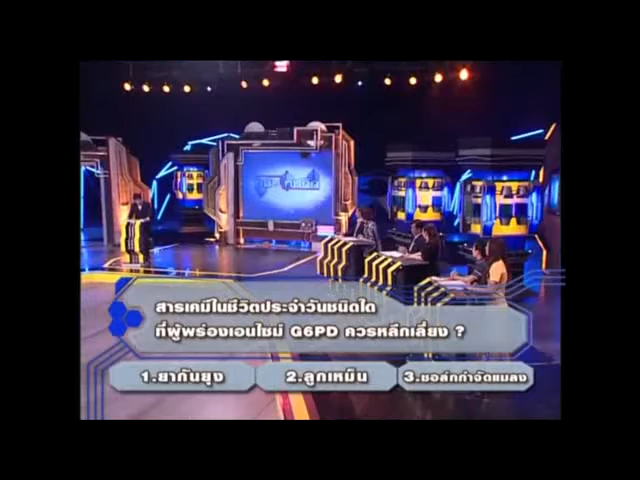 สารเคมีในชีวิตประจำวันชนิดใด
ที่ผู้พร่องเอนไซม์ G6PD ควรหลีกเลี่ยง ?
1.ยากันยุง
2.ลูกเหม็น
3.ชอล์กกำจัดแมลง